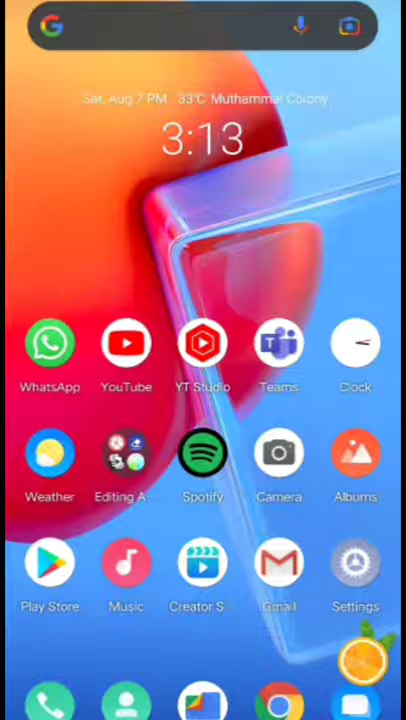 Sat, Aug 7 PM 33°C Muthammal Colony,
3:13
WhatsApp YouTube YT Studio Teams Clock
Weather Editing A... Spotify Camera Albums
Play Store Music Creator S... Gmail Settings